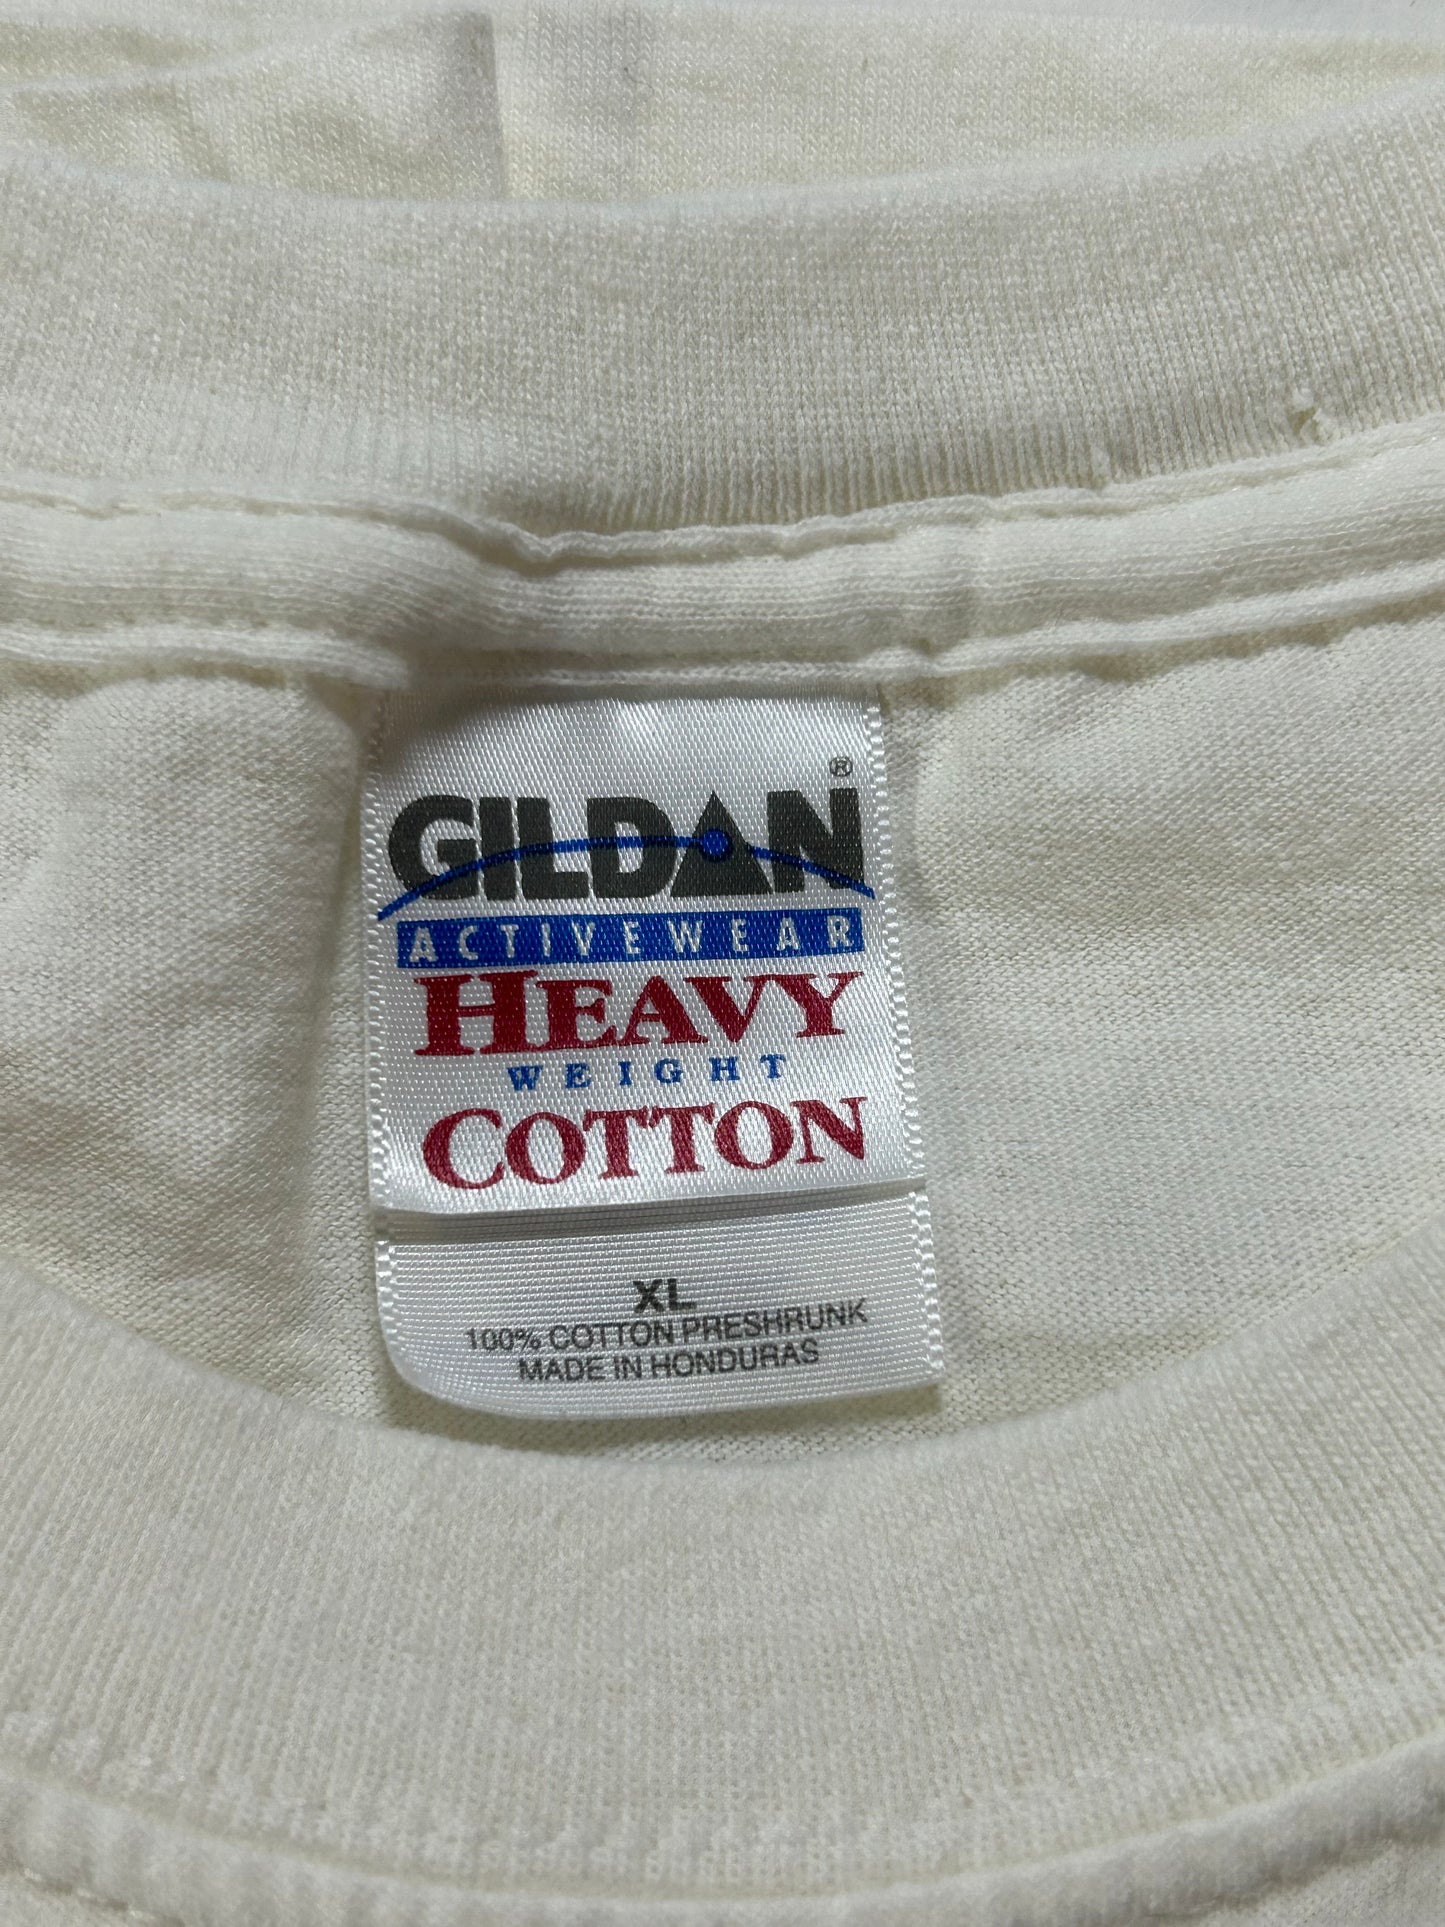 GILDAN®
ACTIVEWEAR
HEAVY
WEIGHT
COTTON
XL
100% COTTON PRESHRUNK
MADE IN HONDURAS